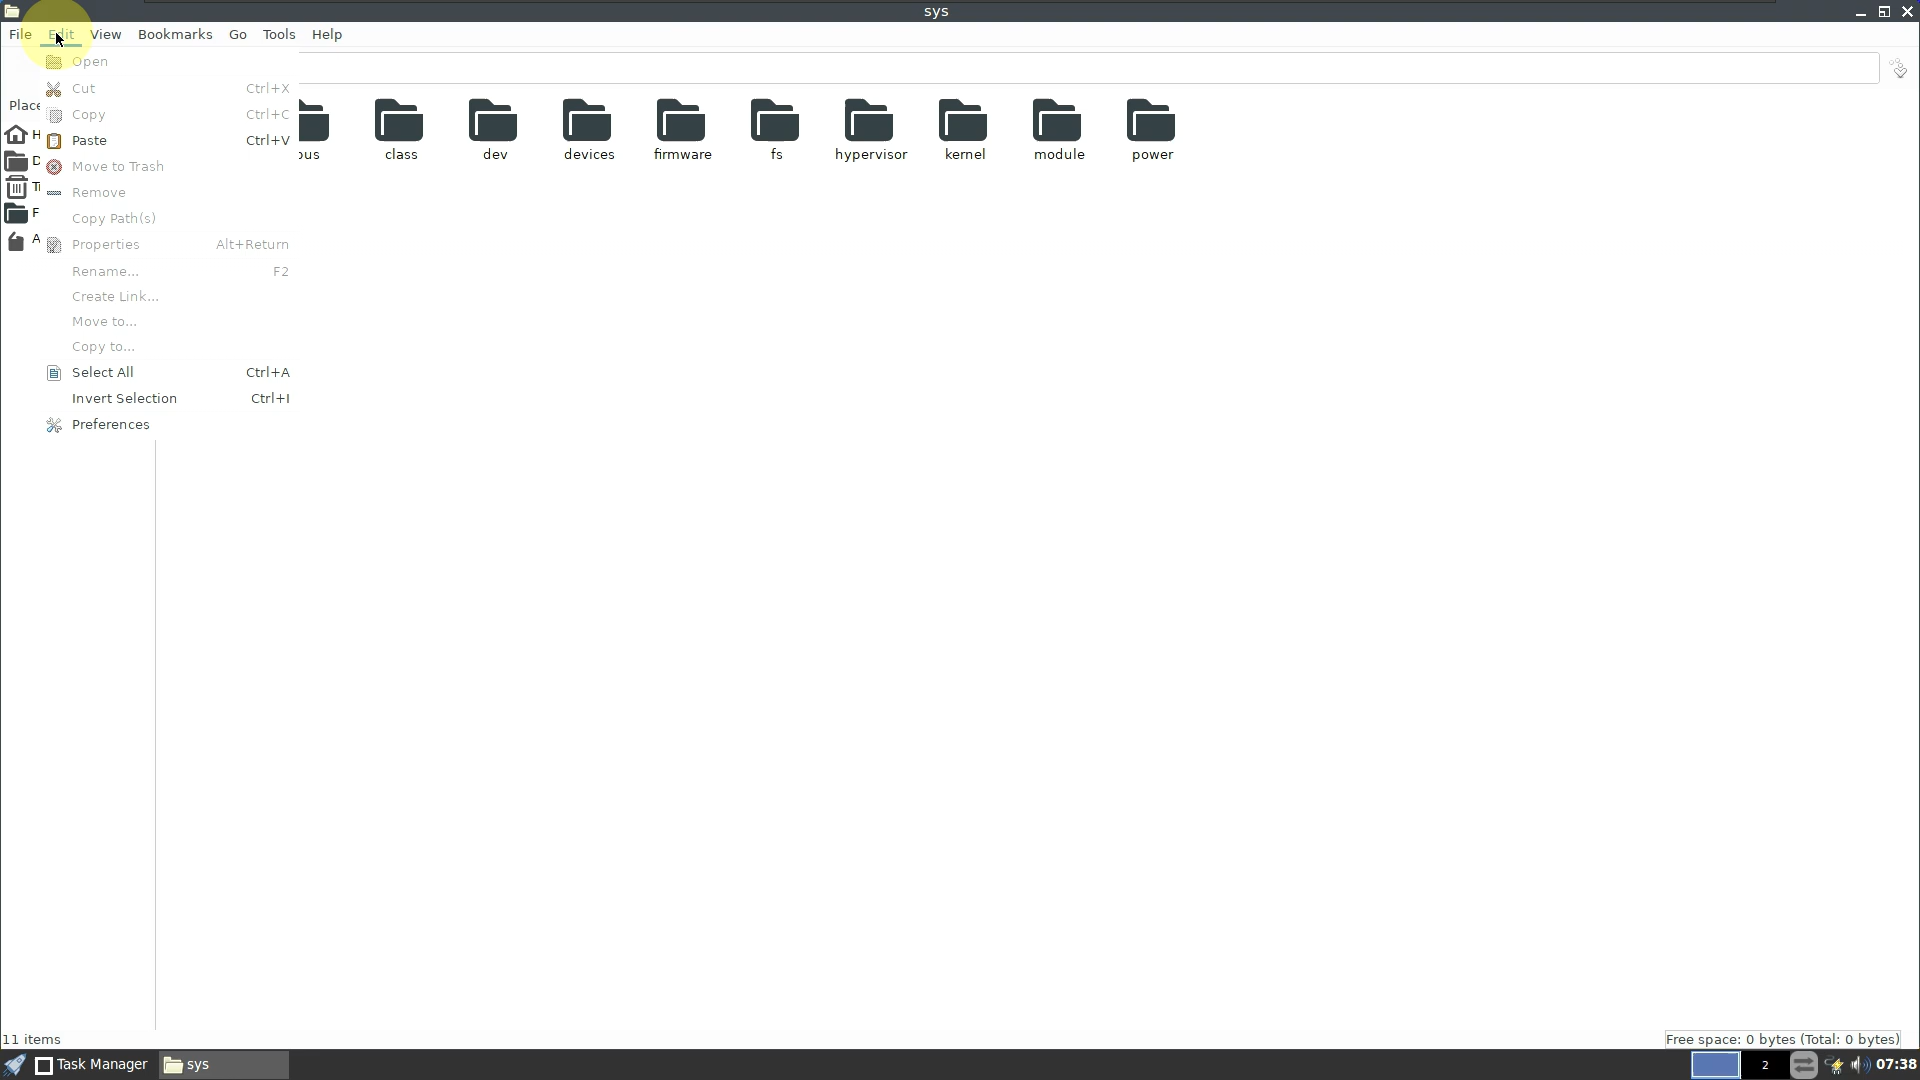 sys
File Edit View Bookmarks Go Tools Help
Open
Cut Ctrl+X
Copy Ctrl+C
Paste Ctrl+V
Move to Trash
Remove
Copy Path(s)
Properties Alt+Return
Rename... F2
Create Link...
Move to...
Copy to...
Select All Ctrl+A
Invert Selection Ctrl+I
Preferences
class dev devices firmware fs hypervisor kernel module power
11 items
Free space: 0 bytes (Total: 0 bytes)
Task Manager sys 2 07:38